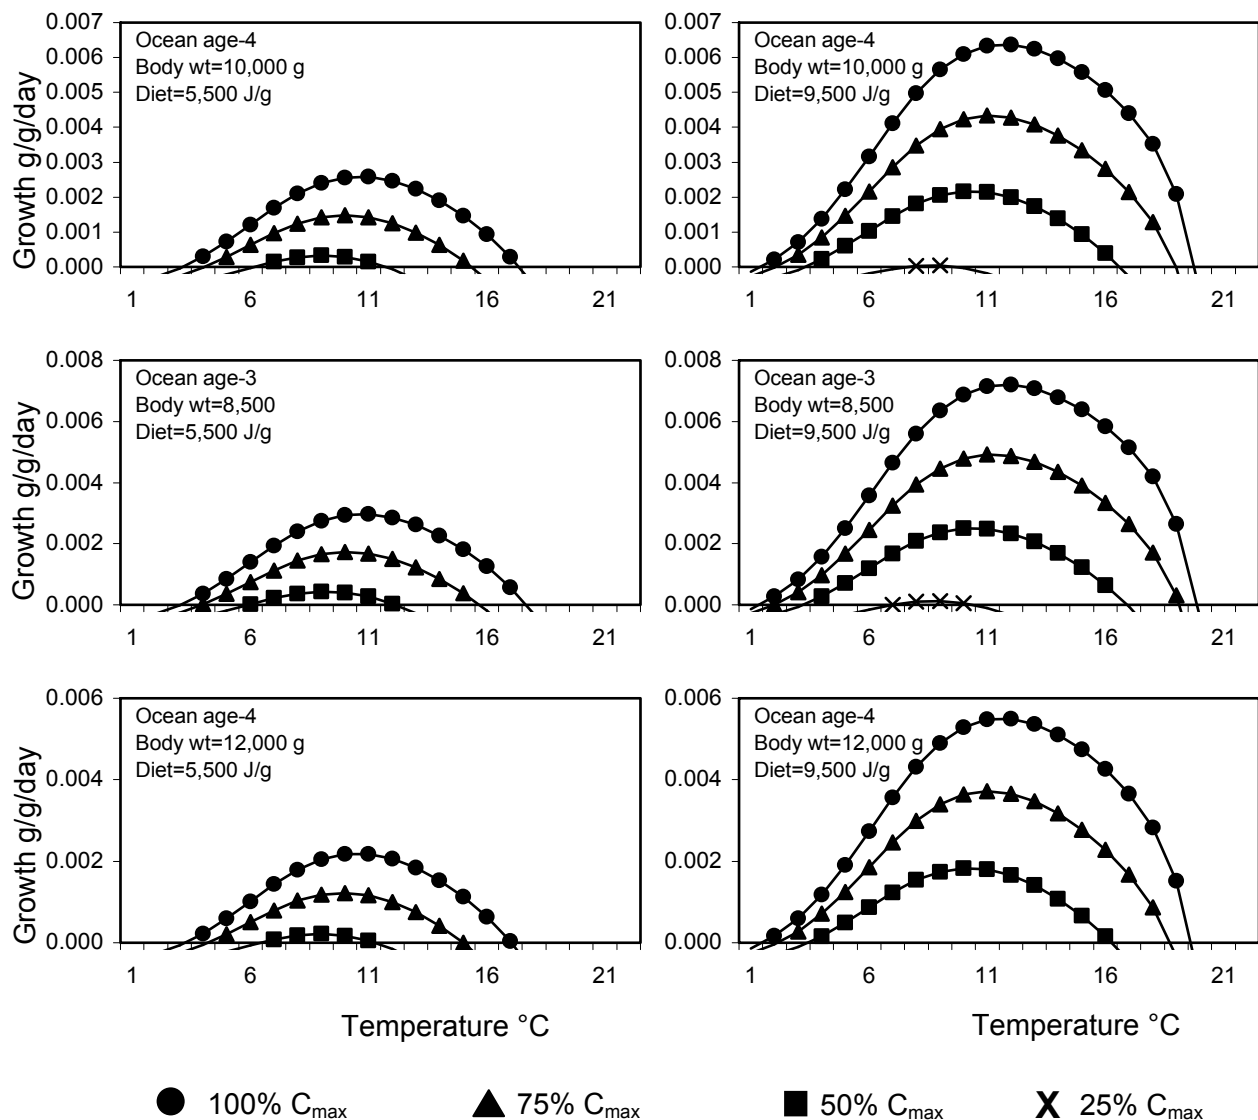 0.007
0.006
0.005
0.004
0.003
0.002
0.001
0.000
Growth g/g/day
Ocean age-4
Body wt=10,000 g
Diet=5,500 J/g
1 6 11 16 21
0.007
0.006
0.005
0.004
0.003
0.002
0.001
0.000
Ocean age-4
Body wt=10,000 g
Diet=9,500 J/g
1 6 11 16 21
0.008
0.006
0.004
0.002
0.000
Growth g/g/day
Ocean age-3
Body wt=8,500
Diet=5,500 J/g
1 6 11 16 21
0.008
0.006
0.004
0.002
0.000
Ocean age-3
Body wt=8,500
Diet=9,500 J/g
1 6 11 16 21
0.006
0.004
0.002
0.000
Growth g/g/day
Ocean age-4
Body wt=12,000 g
Diet=5,500 J/g
1 6 11 16 21
Temperature °C
0.006
0.004
0.002
0.000
Ocean age-4
Body wt=12,000 g
Diet=9,500 J/g
1 6 11 16 21
Temperature °C
100% Cmax 75% Cmax 50% Cmax 25% Cmax